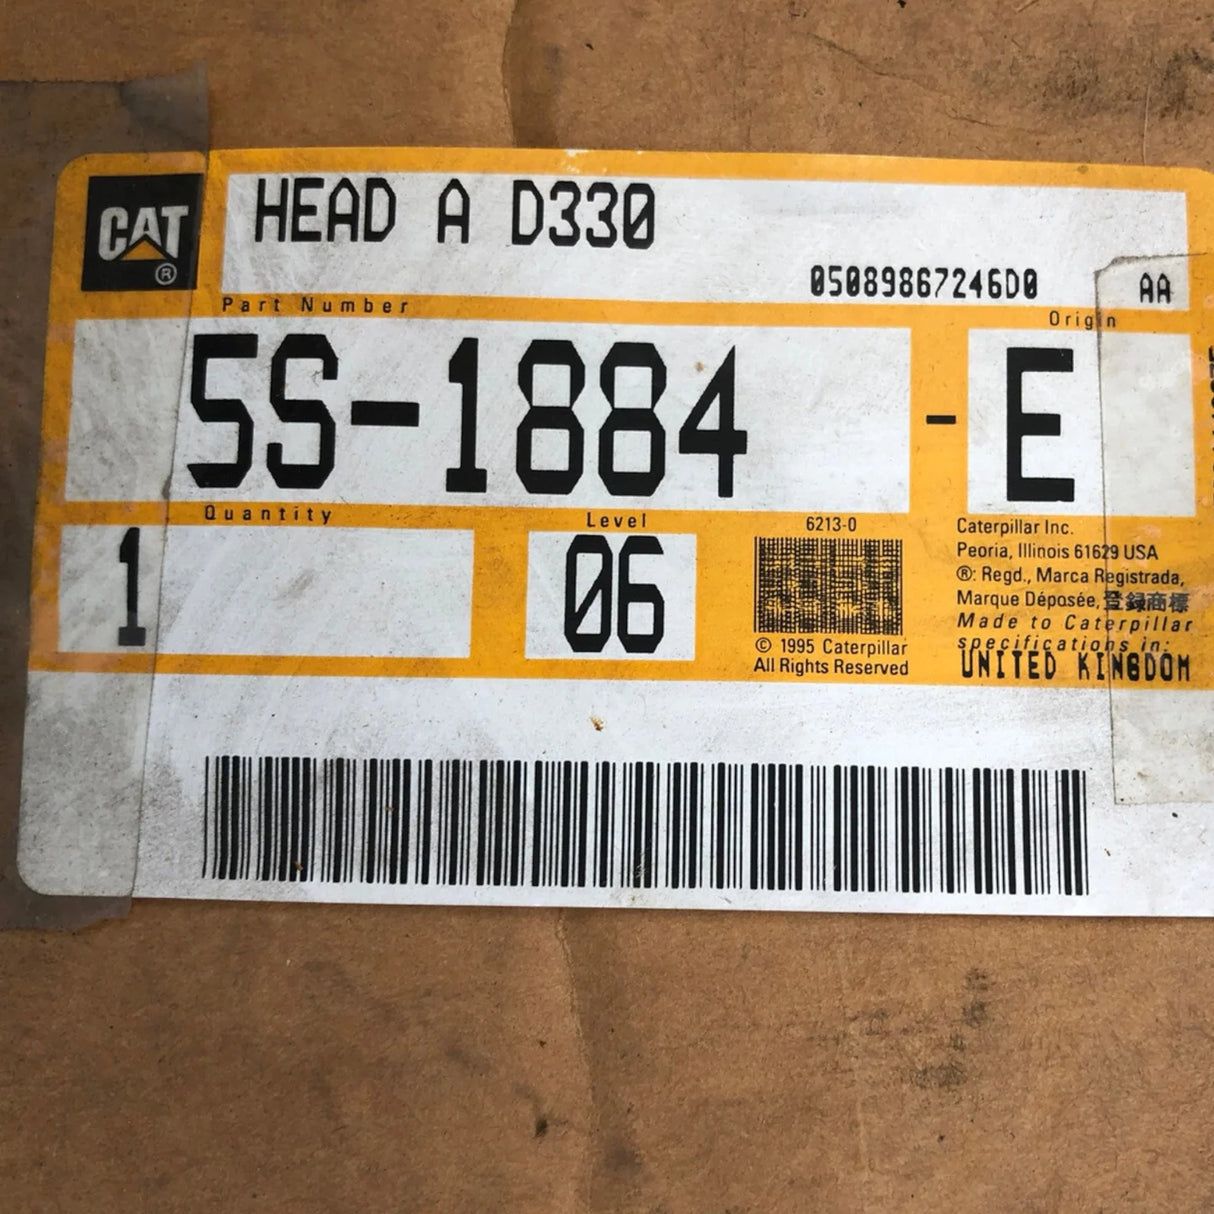 HEAD A D330
CAT
®
05089867246D0
AA
Part Number
Origin
5S-1884
- E
Quantity
Level
1
06
6213-0
© 1995 Caterpillar
All Rights Reserved
Caterpillar Inc.
Peoria, Illinois 61629 USA
®: Regd., Marca Registrada,
Marque Déposée, 登録商標
Made to Caterpillar
specifications in:
UNITED KINGDOM